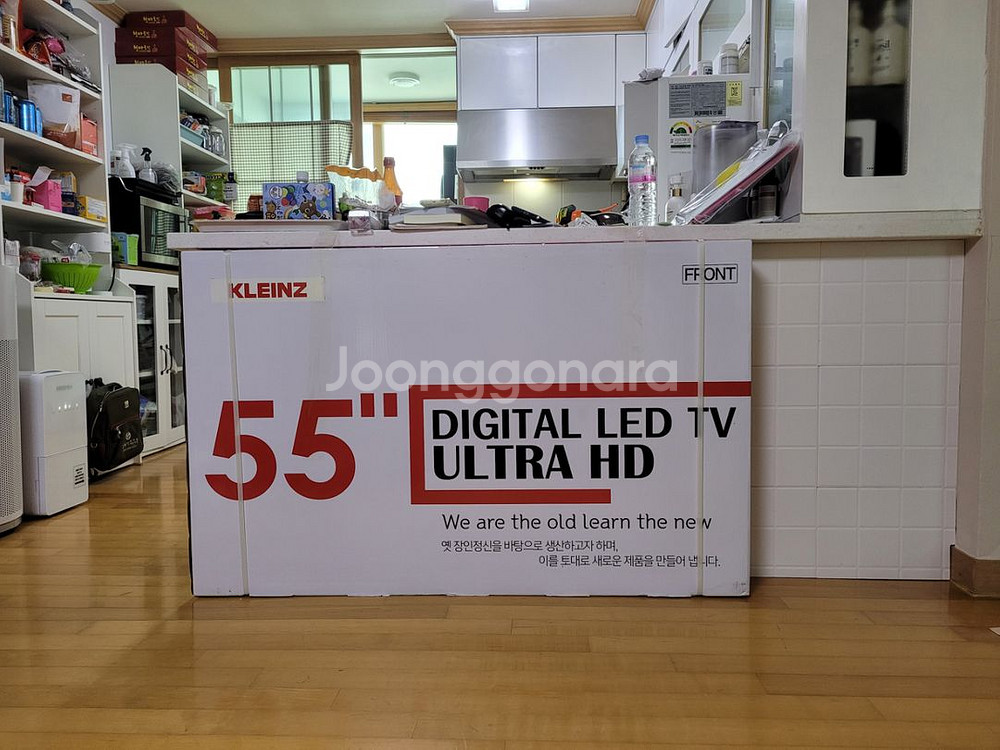 KLEINZ
FRONT
Joonggonara
55"
DIGITAL LED TV
ULTRA HD
We are the old learn the new
옛 장인정신을 바탕으로 생산하고자 하며,
이를 토대로 새로운 제품을 만들어 냅니다.